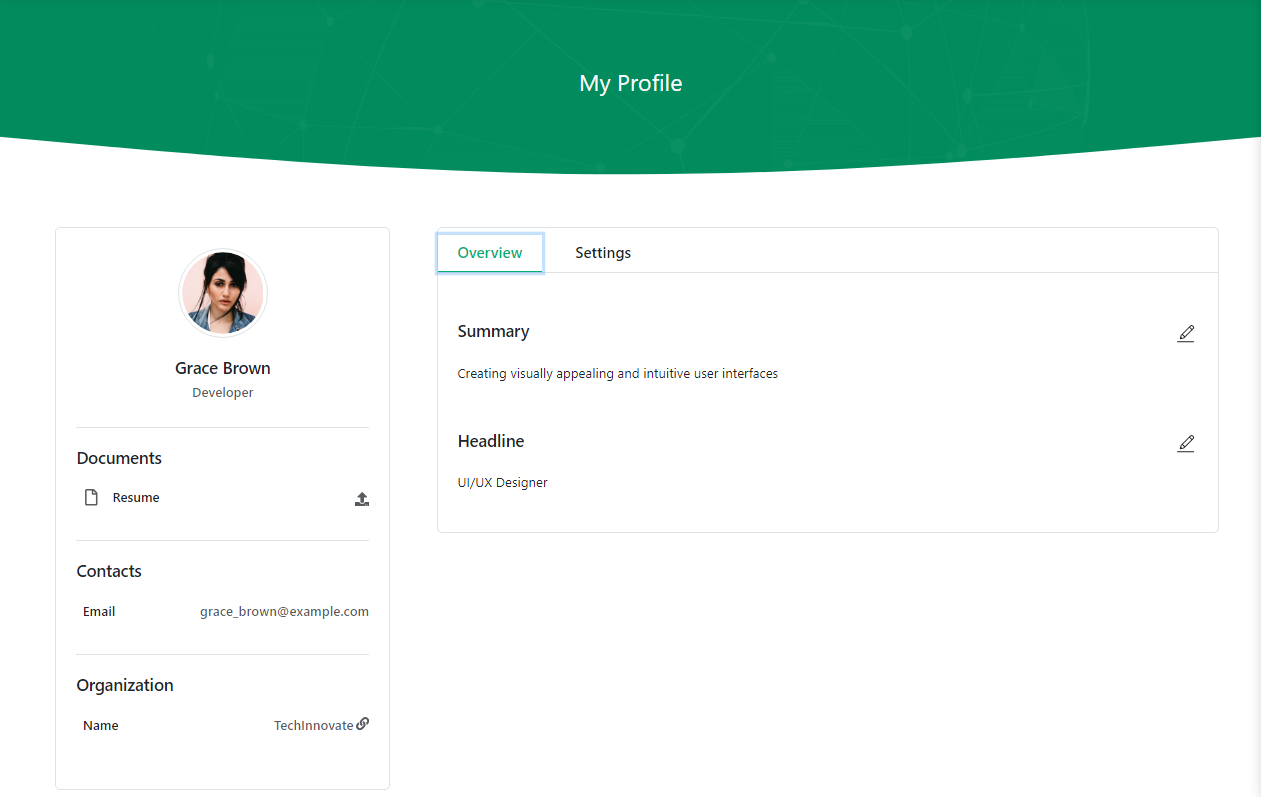 My Profile
Grace Brown
Developer
Documents
Resume
Contacts
Email grace_brown@example.com
Organization
Name TechInnovate
Overview Settings
Summary
Creating visually appealing and intuitive user interfaces
Headline
UI/UX Designer